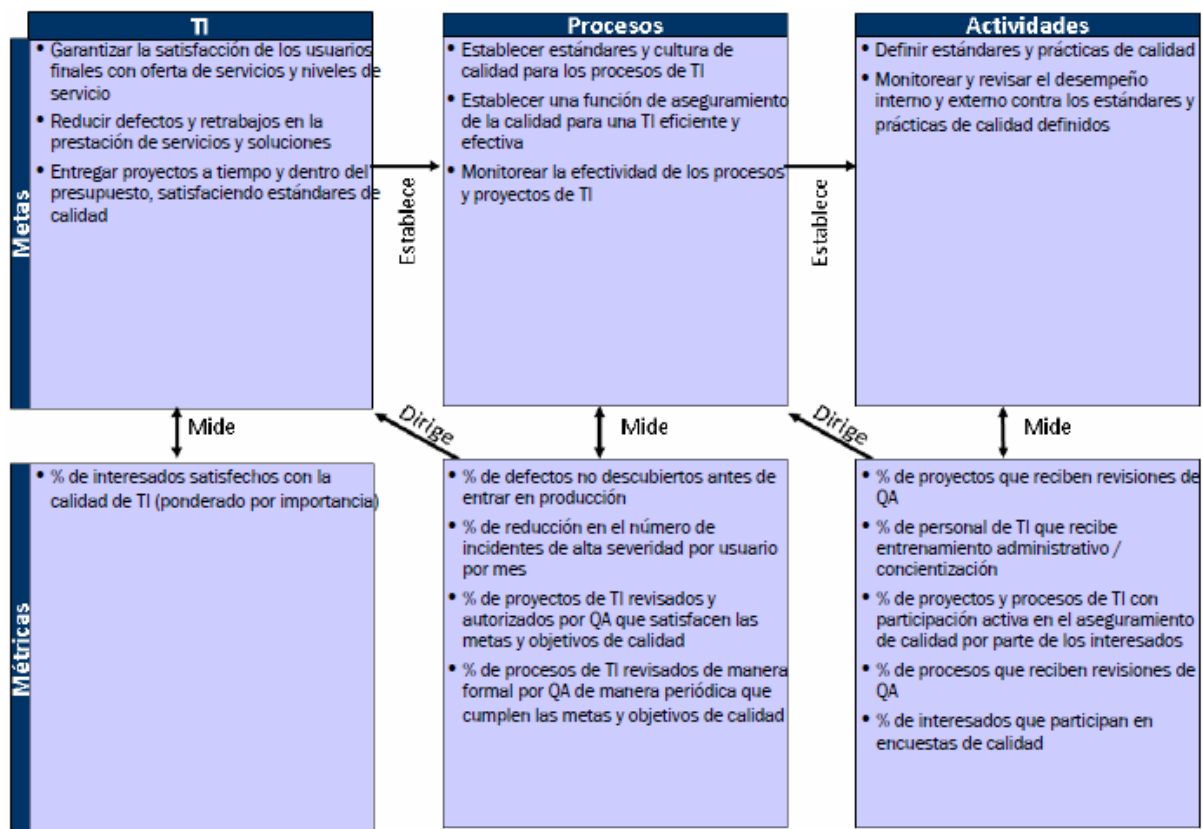 TI
Procesos
Actividades
Metas
• Garantizar la satisfacción de los usuarios
finales con oferta de servicios y niveles de
servicio
• Reducir defectos y retrabajos en la
prestación de servicios y soluciones
• Entregar proyectos a tiempo y dentro del
presupuesto, satisfaciendo estándares de
calidad
Establece
• Establecer estándares y cultura de
calidad para los procesos de TI
• Establecer una función de aseguramiento
de la calidad para una TI eficiente y
efectiva
• Monitorear la efectividad de los procesos
y proyectos de TI
Establece
• Definir estándares y prácticas de calidad
• Monitorear y revisar el desempeño
interno y externo contra los estándares y
prácticas de calidad definidos
Mide
Dirige
Mide
Dirige
Mide
Métricas
• % de interesados satisfechos con la
calidad de TI (ponderado por importancia)
• % de defectos no descubiertos antes de
entrar en producción
• % de reducción en el número de
incidentes de alta severidad por usuario
por mes
• % de proyectos de TI revisados y
autorizados por QA que satisfacen las
metas y objetivos de calidad
• % de procesos de TI revisados de manera
formal por QA de manera periódica que
cumplen las metas y objetivos de calidad
• % de proyectos que reciben revisiones de
QA
• % de personal de TI que recibe
entrenamiento administrativo /
concientización
• % de proyectos y procesos de TI con
participación activa en el aseguramiento
de calidad por parte de los interesados
• % de procesos que reciben revisiones de
QA
• % de interesados que participan en
encuestas de calidad